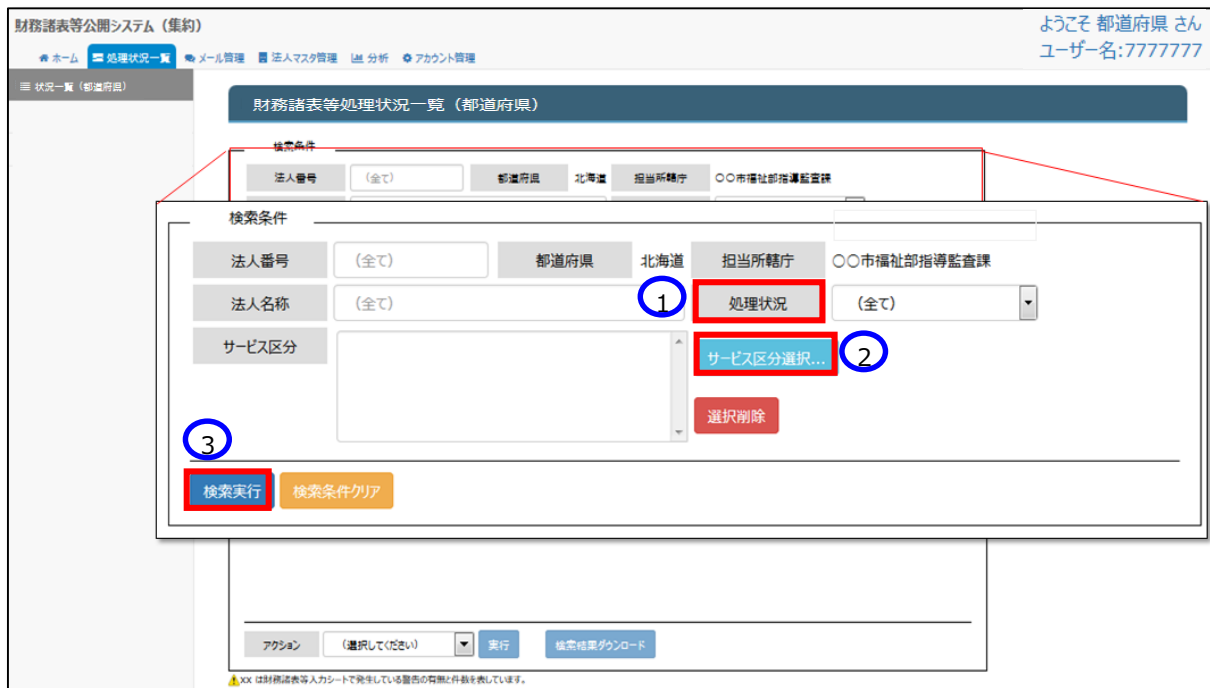 財務諸表等公開システム（集約）
ようこそ 都道府県 さん
ユーザー名:7777777
ホーム 処理状況一覧 メール管理 法人マスタ管理 分析 アカウント管理
状況一覧（都道府県）
財務諸表等処理状況一覧（都道府県）
検索条件
法人番号 （全て） 都道府県 北海道 担当所轄庁 〇〇市福祉部指導監査課
検索条件
法人番号 （全て） 都道府県 北海道 担当所轄庁 〇〇市福祉部指導監査課
法人名称 （全て） 1 処理状況 （全て）
サービス区分 サービス区分選択... 2
選択削除
3
検索実行 検索条件クリア
アクション （選択してください） 実行 検索結果ダウンロード
xx は財務諸表等入力シートで発生している警告の有無と件数を表しています。